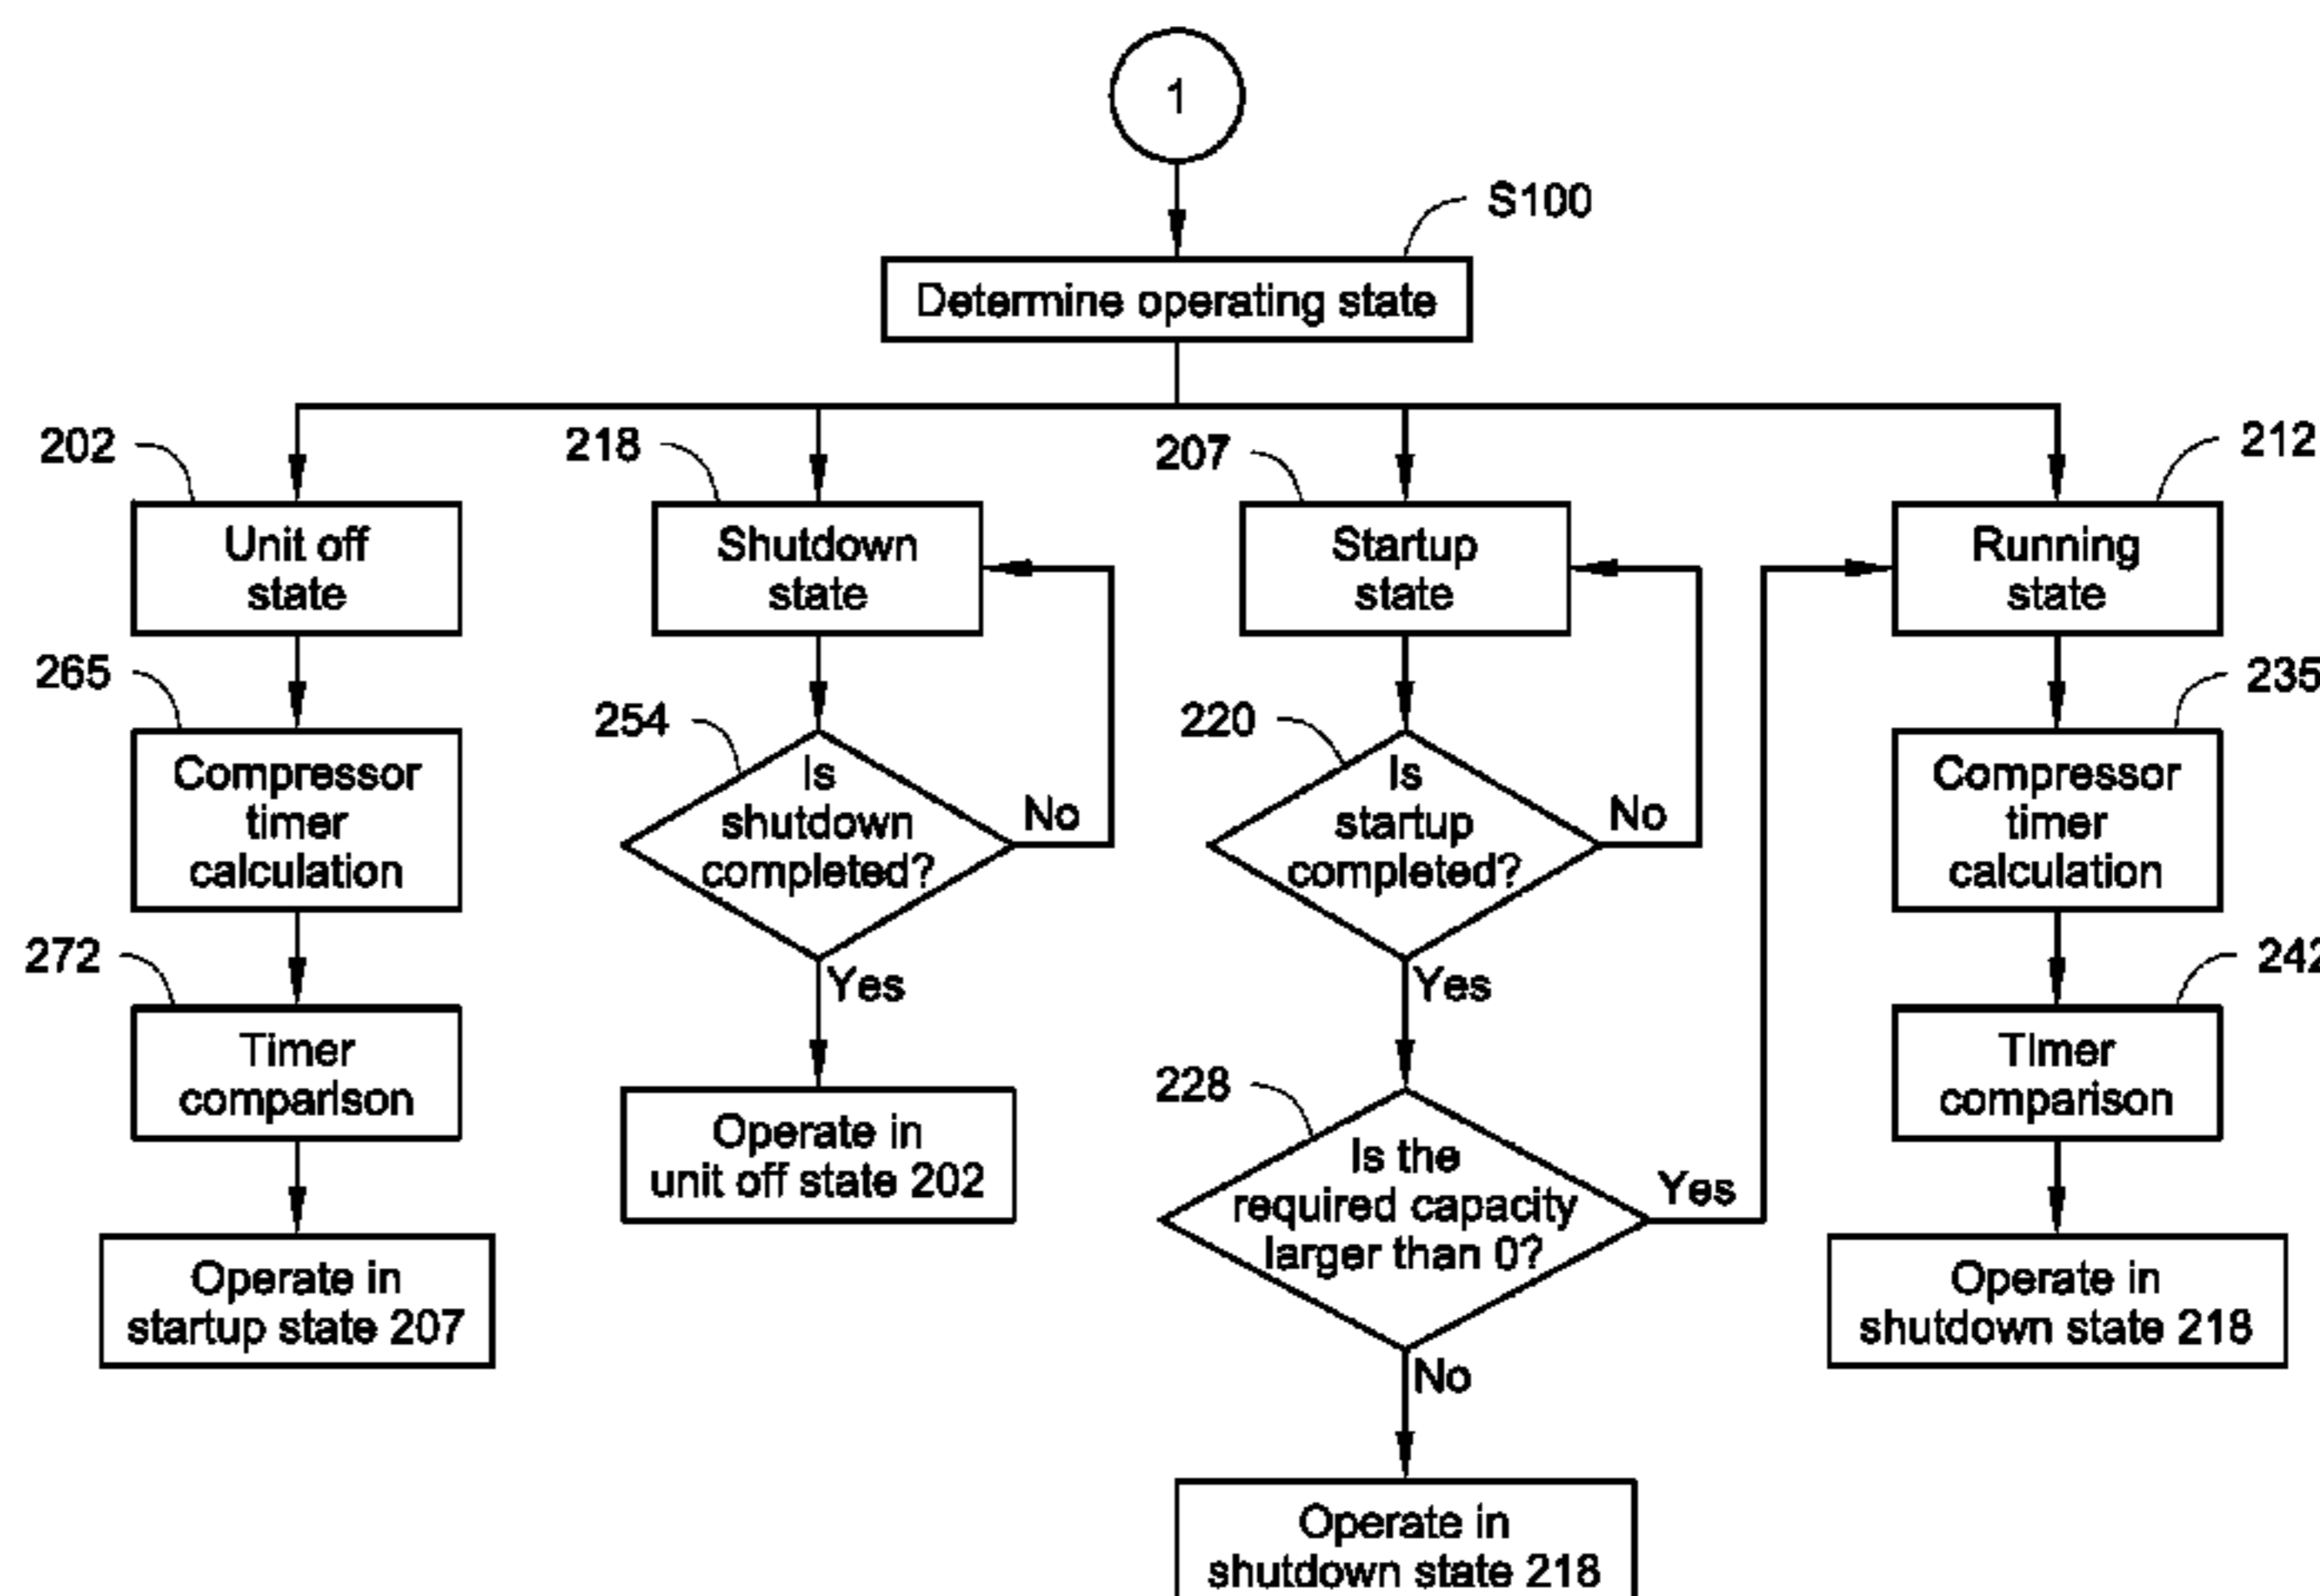 1
S100
Determine operating state
202
Unit off
state
265
Compressor
timer
calculation
272
Timer
comparison
Operate in
startup state 207
218
Shutdown
state
254
Is
shutdown
completed?
No
Yes
Operate in
unit off state 202
207
Startup
state
220
Is
startup
completed?
No
Yes
228
Is the
required capacity
larger than 0?
Yes
No
Operate in
shutdown state 218
212
Running
state
235
Compressor
timer
calculation
242
Timer
comparison
Operate in
shutdown state 218